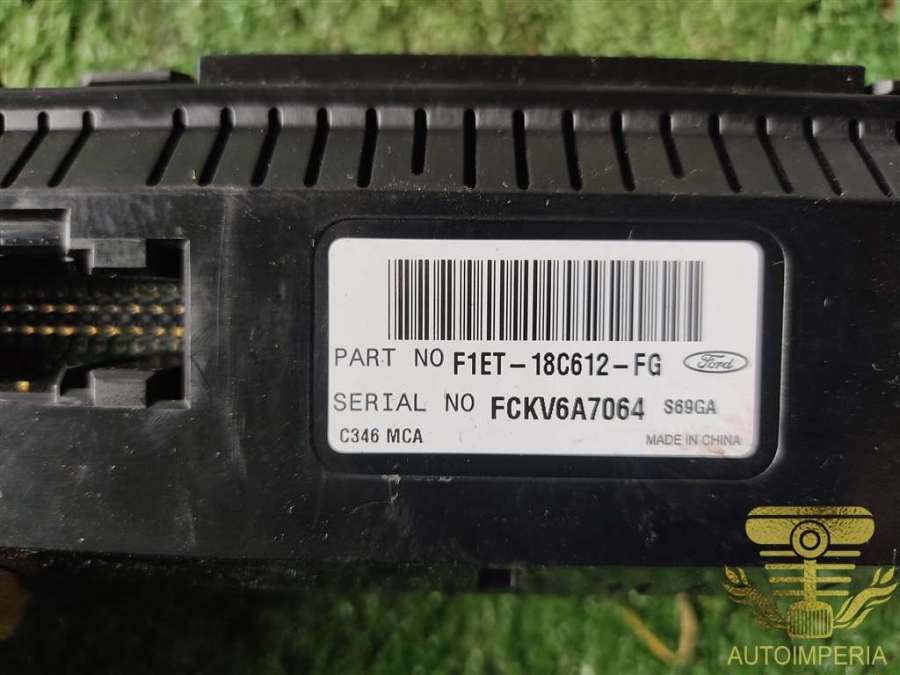 PART NO F1ET-18C612-FG Ford
SERIAL NO FCKV6A7064 S69GA
C346 MCA MADE IN CHINA
AUTOIMPERIA